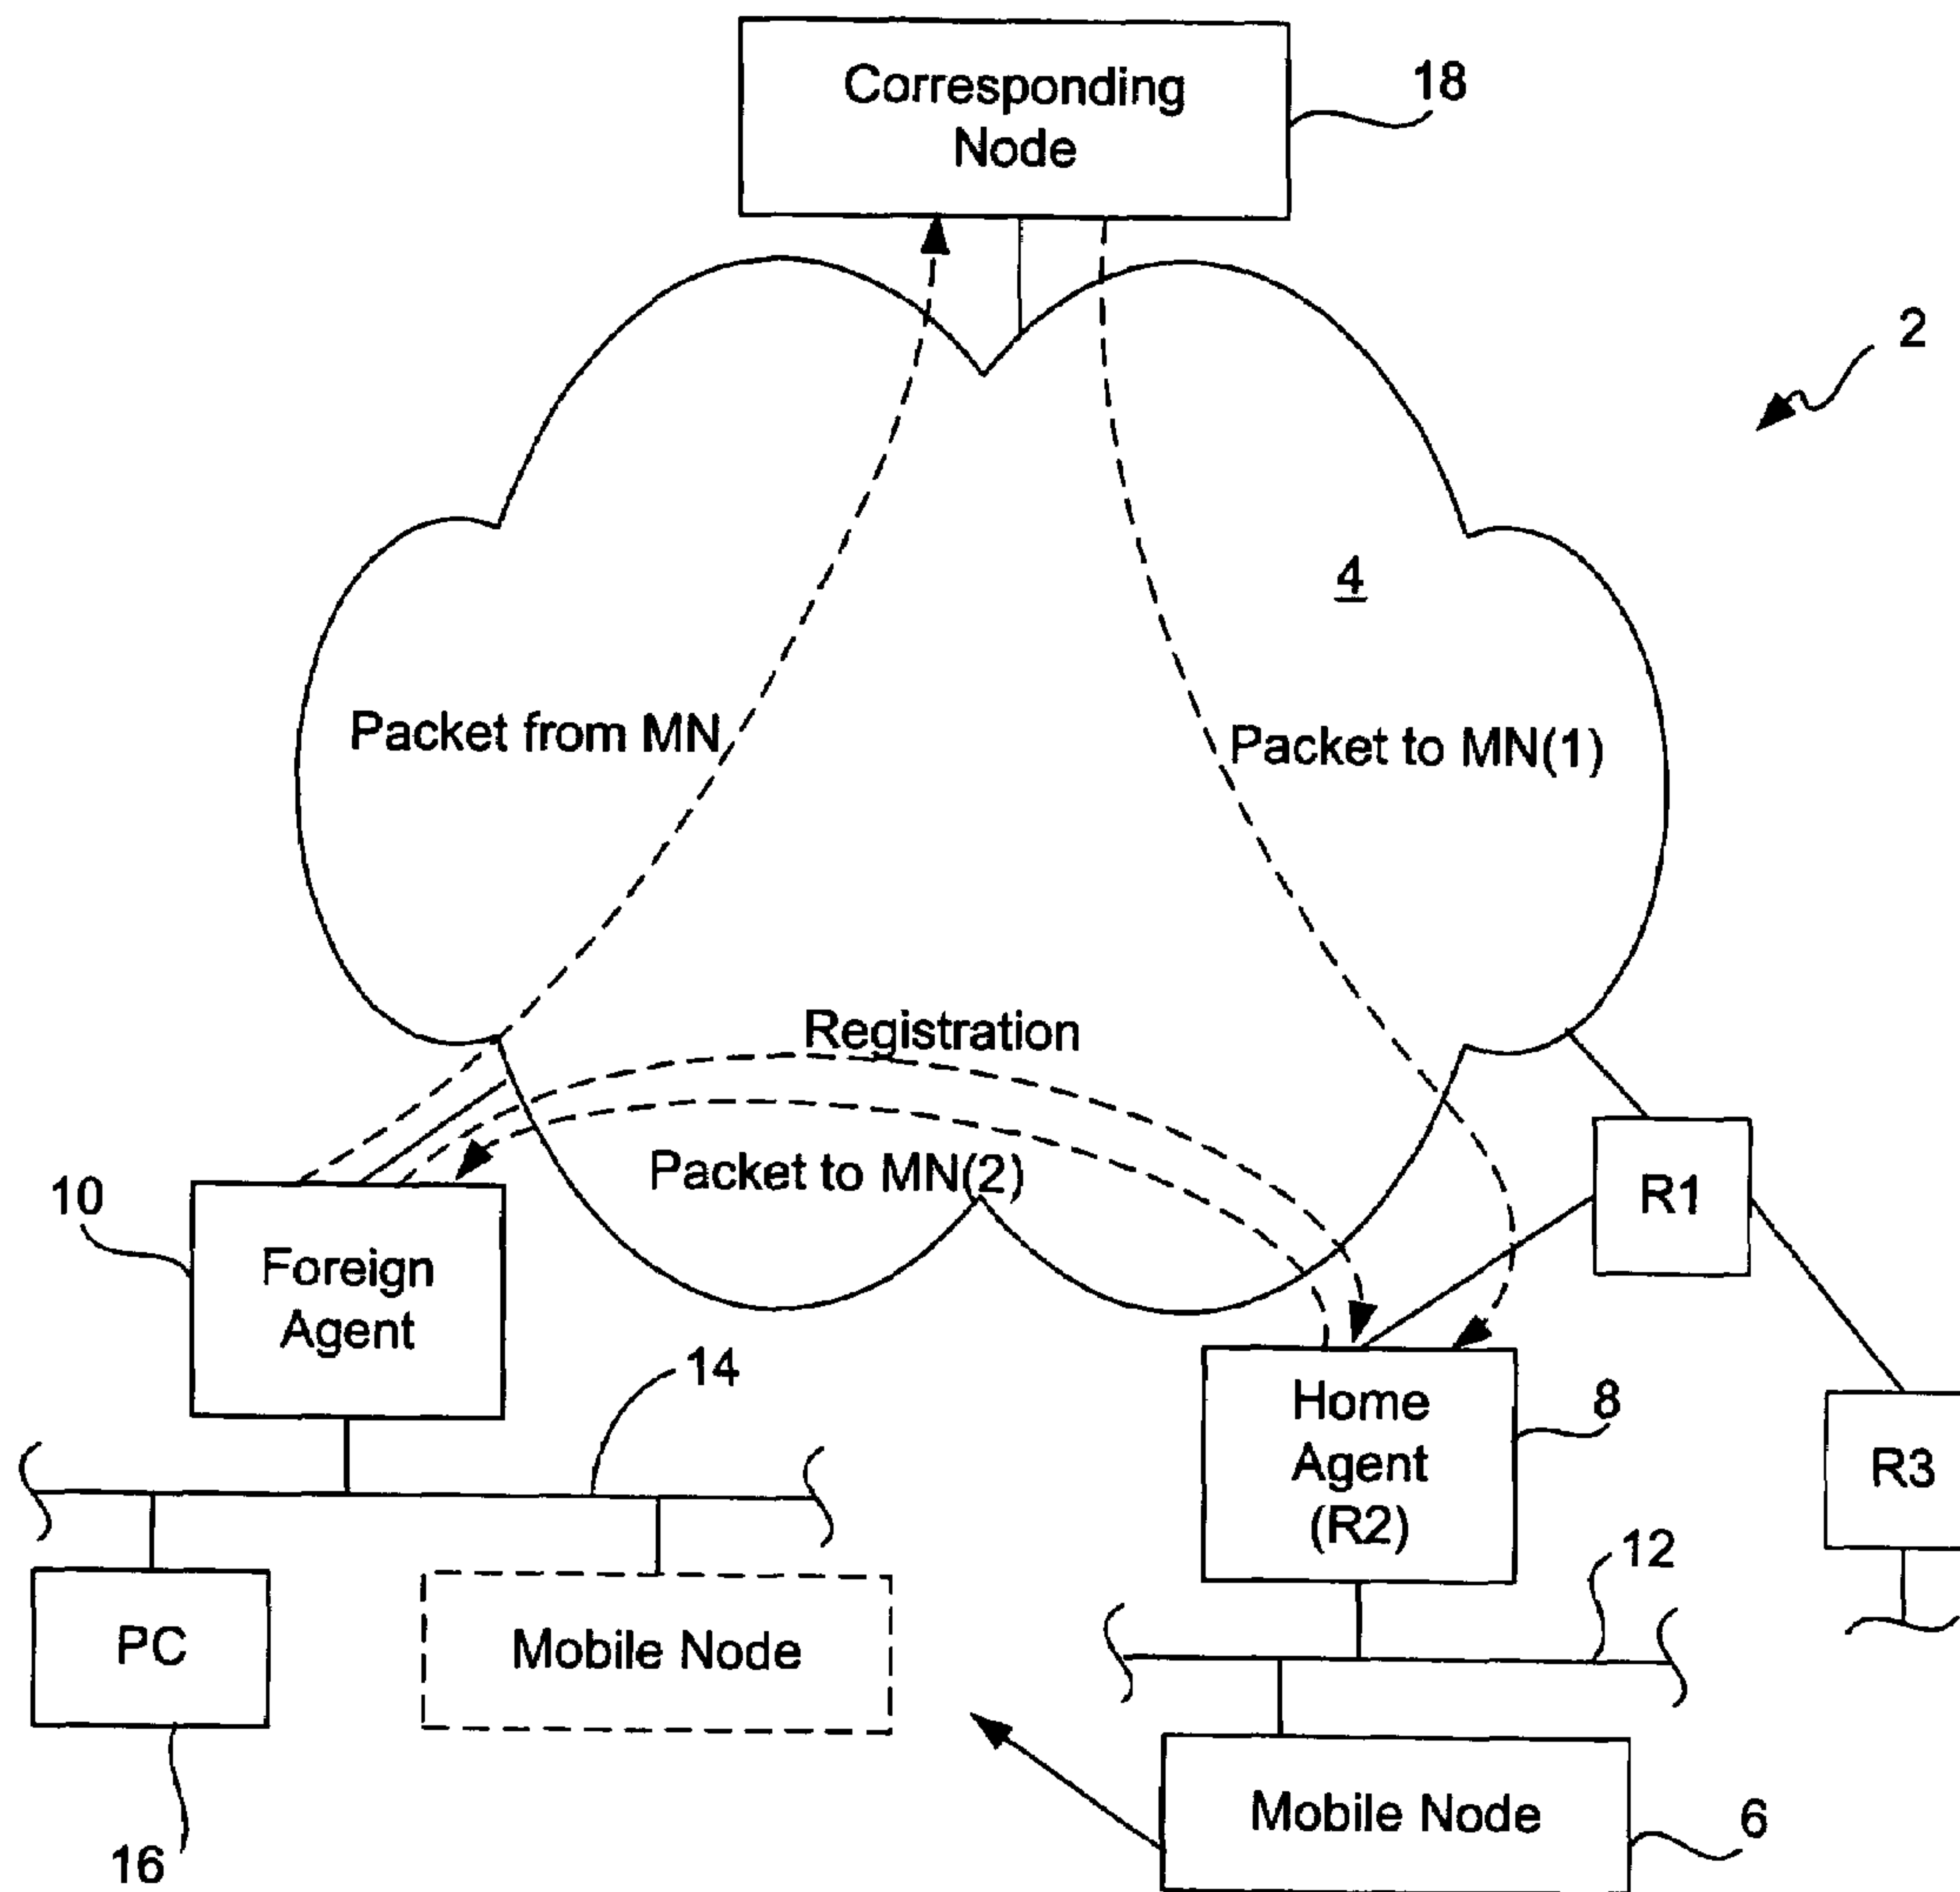 Corresponding
Node
18
2
4
Packet from MN
Packet to MN(1)
Registration
Packet to MN(2)
R1
10
Foreign
Agent
14
Home
Agent
(R2)
8
R3
12
PC
Mobile Node
Mobile Node
6
16